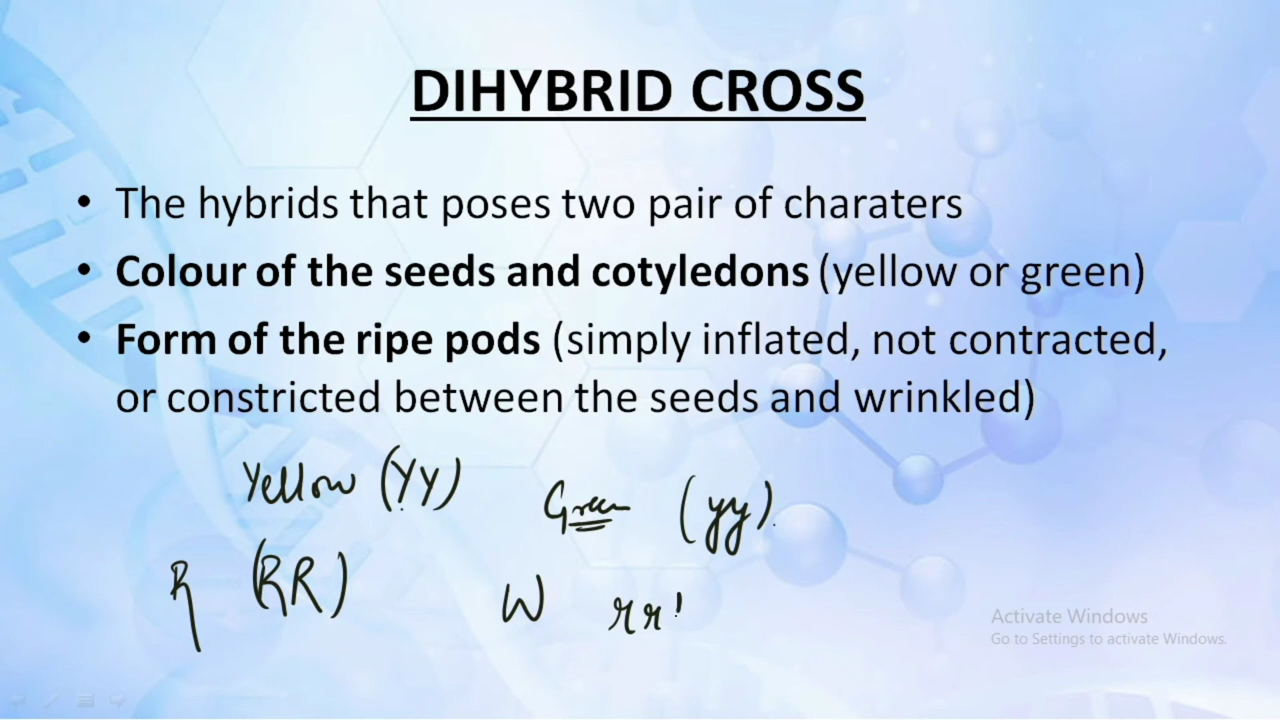 DIHYBRID CROSS
• The hybrids that poses two pair of charaters
• Colour of the seeds and cotyledons (yellow or green)
• Form of the ripe pods (simply inflated, not contracted,
or constricted between the seeds and wrinkled)
Yellow (YY) Green (yy)
R (RR) W rr
Activate Windows
Go to Settings to activate Windows.